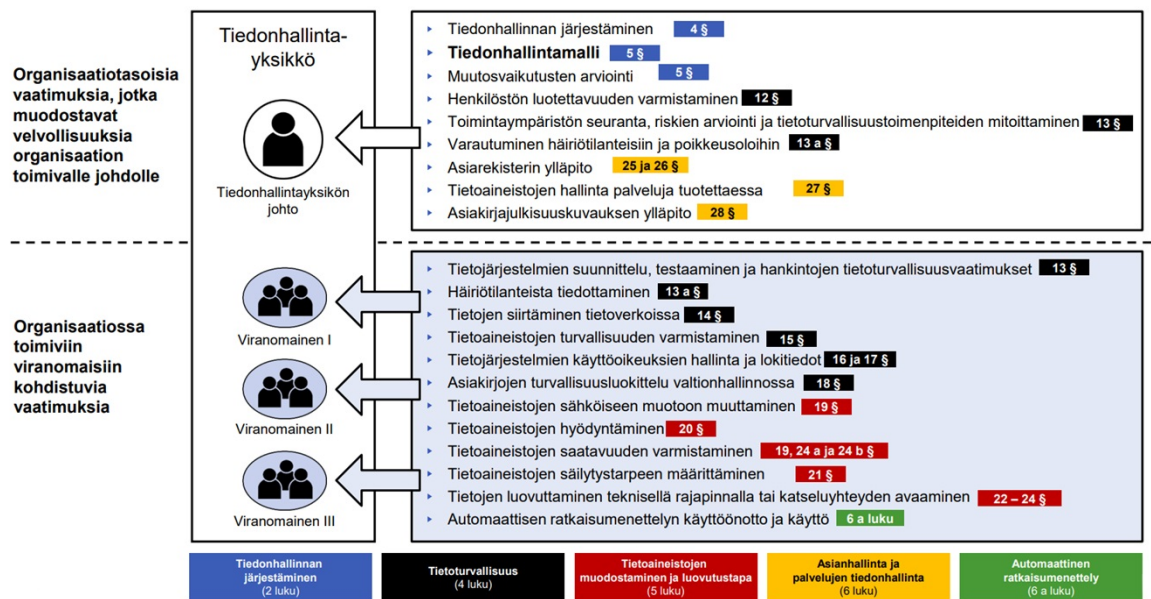 Organisaatiotasoisia
vaatimuksia, jotka
muodostavat
velvollisuuksia
organisaation
toimivalle johdolle
Tiedonhallinta-
yksikkö
Tiedonhallintayksikön
johto
Tiedonhallinnan järjestäminen 4 §
Tiedonhallintamalli 5 §
Muutosvaikutusten arviointi 5 §
Henkilöstön luotettavuuden varmistaminen 12 §
Toimintaympäristön seuranta, riskien arviointi ja tietoturvallisuustoimenpiteiden mitoittaminen 13 §
Varautuminen häiriötilanteisiin ja poikkeusoloihin 13 a §
Asiarekisterin ylläpito 25 ja 26 §
Tietoaineistojen hallinta palveluja tuotettaessa 27 §
Asiakirjajulkisuuskuvauksen ylläpito 28 §
Organisaatiossa
toimiviin
viranomaisiin
kohdistuvia
vaatimuksia
Viranomainen I
Viranomainen II
Viranomainen III
Tietojärjestelmien suunnittelu, testaaminen ja hankintojen tietoturvallisuusvaatimukset 13 §
Häiriötilanteista tiedottaminen 13 a §
Tietojen siirtäminen tietoverkoissa 14 §
Tietoaineistojen turvallisuuden varmistaminen 15 §
Tietojärjestelmien käyttöoikeuksien hallinta ja lokitiedot 16 ja 17 §
Asiakirjojen turvallisuusluokittelu valtionhallinnossa 18 §
Tietoaineistojen sähköiseen muotoon muuttaminen 19 §
Tietoaineistojen hyödyntäminen 20 §
Tietoaineistojen saatavuuden varmistaminen 19, 24 a ja 24 b §
Tietoaineistojen säilytystarpeen määrittäminen 21 §
Tietojen luovuttaminen teknisellä rajapinnalla tai katseluyhteyden avaaminen 22 – 24 §
Automaattisen ratkaisumenettelyn käyttöönotto ja käyttö 6 a luku
Tiedonhallinnan
järjestäminen
(2 luku)
Tietoturvallisuus
(4 luku)
Tietoaineistojen
muodostaminen ja luovutustapa
(5 luku)
Asianhallinta ja
palvelujen tiedonhallinta
(6 luku)
Automaattinen
ratkaisumenettely
(6 a luku)